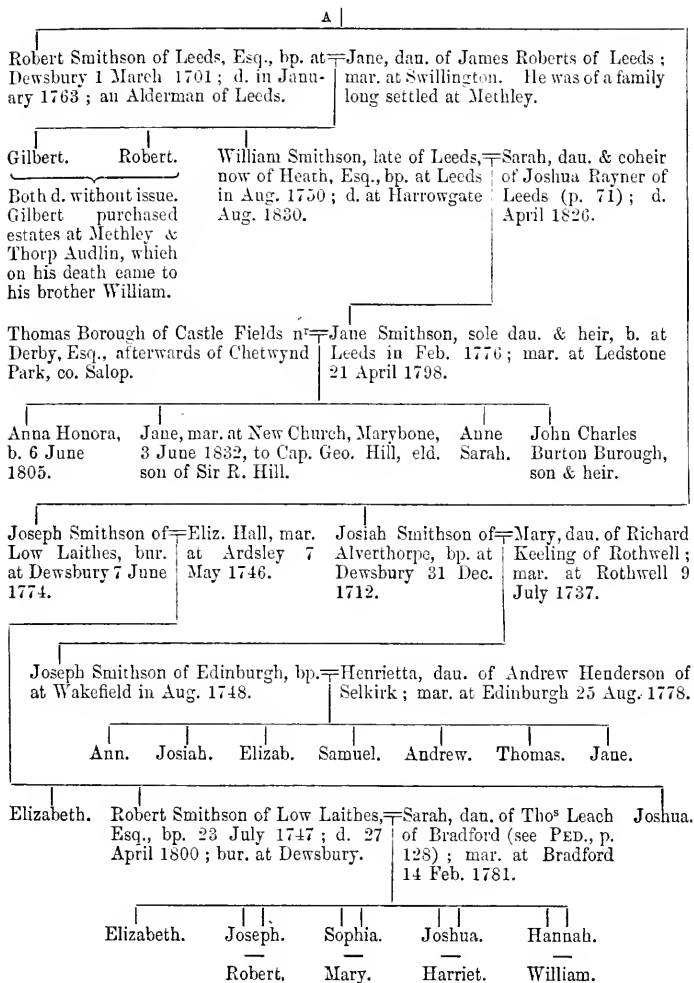 A
Robert Smithson of Leeds, Esq., bp. at
Dewsbury 1 March 1701 ; d. in Janu-
ary 1763 ; an Alderman of Leeds.
Jane, dau. of James Roberts of Leeds ;
mar. at Swillington. He was of a family
long settled at Methley.
Gilbert. Robert.
Both d. without issue.
Gilbert purchased
estates at Methley &
Thorp Audlin, which
on his death came to
his brother William.
William Smithson, late of Leeds,
now of Heath, Esq., bp. at Leeds
in Aug. 1750 ; d. at Harrowgate
Aug. 1830.
Sarah, dau. & coheir
of Joshua Rayner of
Leeds (p. 71) ; d.
April 1826.
Thomas Borough of Castle Fields nr
Derby, Esq., afterwards of Chetwynd
Park, co. Salop.
Jane Smithson, sole dau. & heir, b. at
Leeds in Feb. 1776 ; mar. at Ledstone
21 April 1798.
Anna Honora,
b. 6 June
1805.
Jane, mar. at New Church, Marybone,
3 June 1832, to Cap. Geo. Hill, eld.
son of Sir R. Hill.
Anne
Sarah.
John Charles
Burton Burough,
son & heir.
Joseph Smithson of
Low Laithes, bur.
at Dewsbury 7 June
1774.
Eliz. Hall, mar.
at Ardsley 7
May 1746.
Josiah Smithson of
Alverthorpe, bp. at
Dewsbury 31 Dec.
1712.
Mary, dau. of Richard
Keeling of Rothwell ;
mar. at Rothwell 9
July 1737.
Joseph Smithson of Edinburgh, bp.
at Wakefield in Aug. 1748.
Henrietta, dau. of Andrew Henderson of
Selkirk ; mar. at Edinburgh 25 Aug. 1778.
Ann. Josiah. Elizab. Samuel. Andrew. Thomas. Jane.
Elizabeth.
Robert Smithson of Low Laithes,
Esq., bp. 23 July 1747 ; d. 27
April 1800 ; bur. at Dewsbury.
Sarah, dau. of Thos Leach
of Bradford (see PED., p.
128) ; mar. at Bradford
14 Feb. 1781.
Joshua.
Elizabeth. Joseph. Sophia. Joshua. Hannah.
Robert. Mary. Harriet. William.